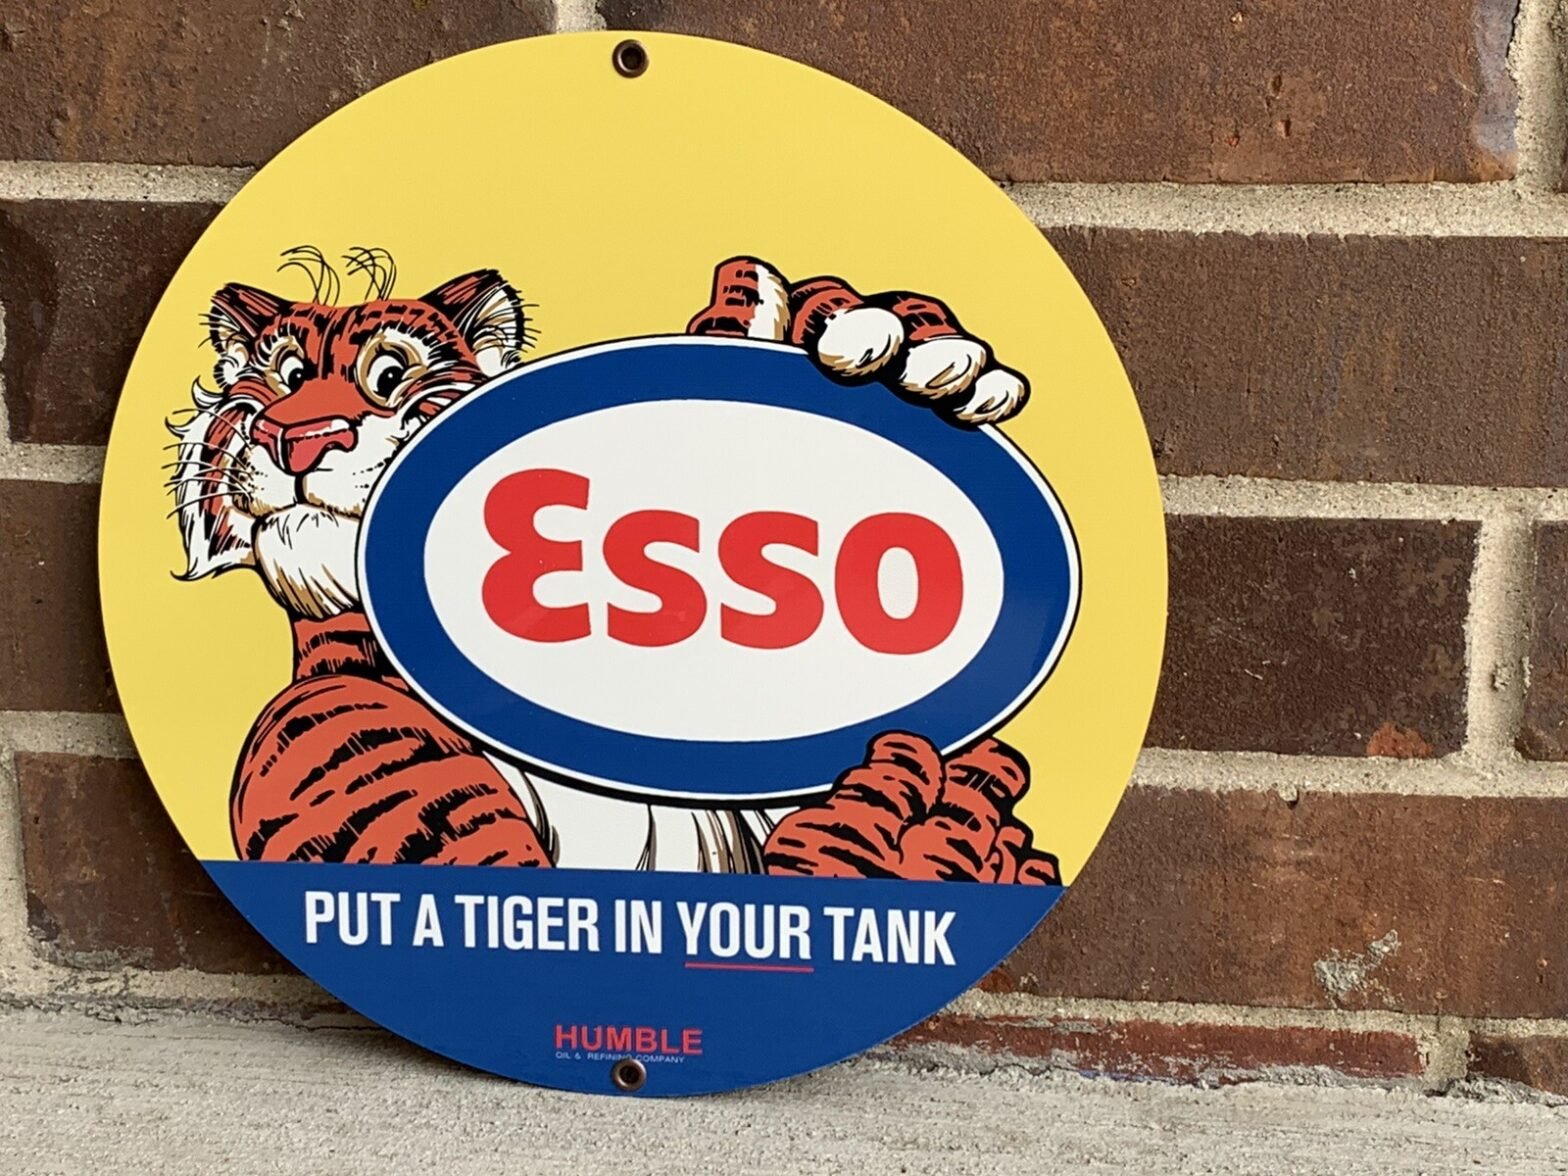 Esso
PUT A TIGER IN YOUR TANK
HUMBLE
OIL & REFINING COMPANY